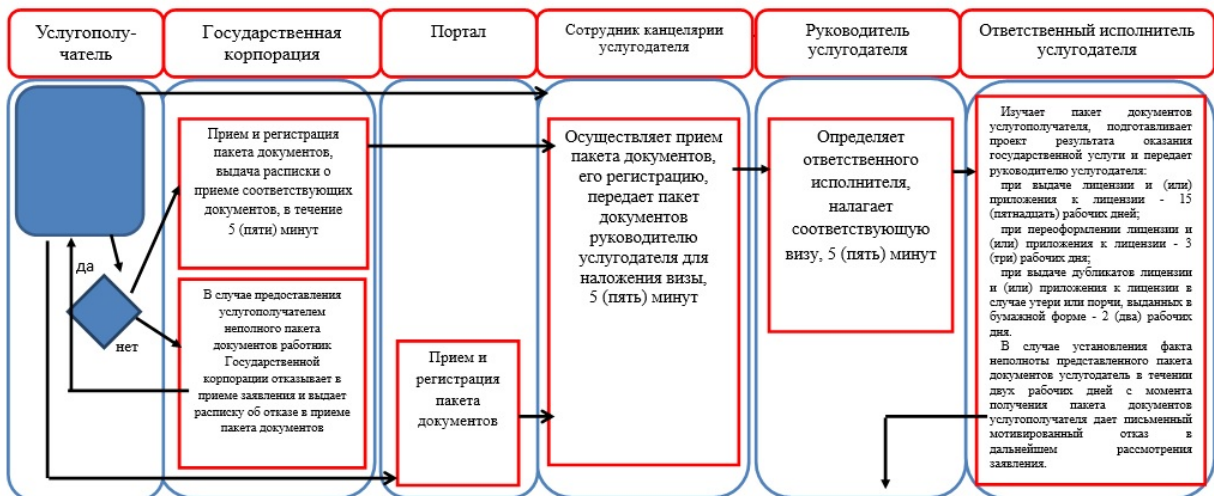 Услугополу-
чатель
Государственная
корпорация
Портал
Сотрудник канцелярии
услугодателя
Руководитель
услугодателя
Ответственный исполнитель
услугодателя
Прием и регистрация
пакета документов,
выдача расписки о
приеме соответствующих
документов, в течение
5 (пяти) минут
да
нет
В случае предоставления
услугополучателем
неполного пакета
документов работник
Государственной
корпорации отказывает в
приеме заявления и выдает
расписку об отказе в приеме
пакета документов
Прием и
регистрация
пакета
документов
Осуществляет прием
пакета документов,
его регистрацию,
передает пакет
документов
руководителю
услугодателя для
наложения визы,
5 (пять) минут
Определяет
ответственного
исполнителя,
налагает
соответствующую
визу, 5 (пять) минут
Изучает пакет документов
услугополучателя, подготавливает
проект результата оказания
государственной услуги и передает
руководителю услугодателя:
при выдаче лицензии и (или)
приложения к лицензии - 15
(пятнадцать) рабочих дней;
при переоформлении лицензии и
(или) приложения к лицензии - 3
(три) рабочих дня;
при выдаче дубликатов лицензии
и (или) приложения к лицензии в
случае утери или порчи, выданных в
бумажной форме - 2 (два) рабочих
дня.
В случае установления факта
неполноты представленного пакета
документов услугодатель в течении
двух рабочих дней с момента
получения пакета документов
услугополучателя дает письменный
мотивированный отказ в
дальнейшем рассмотрения
заявления.